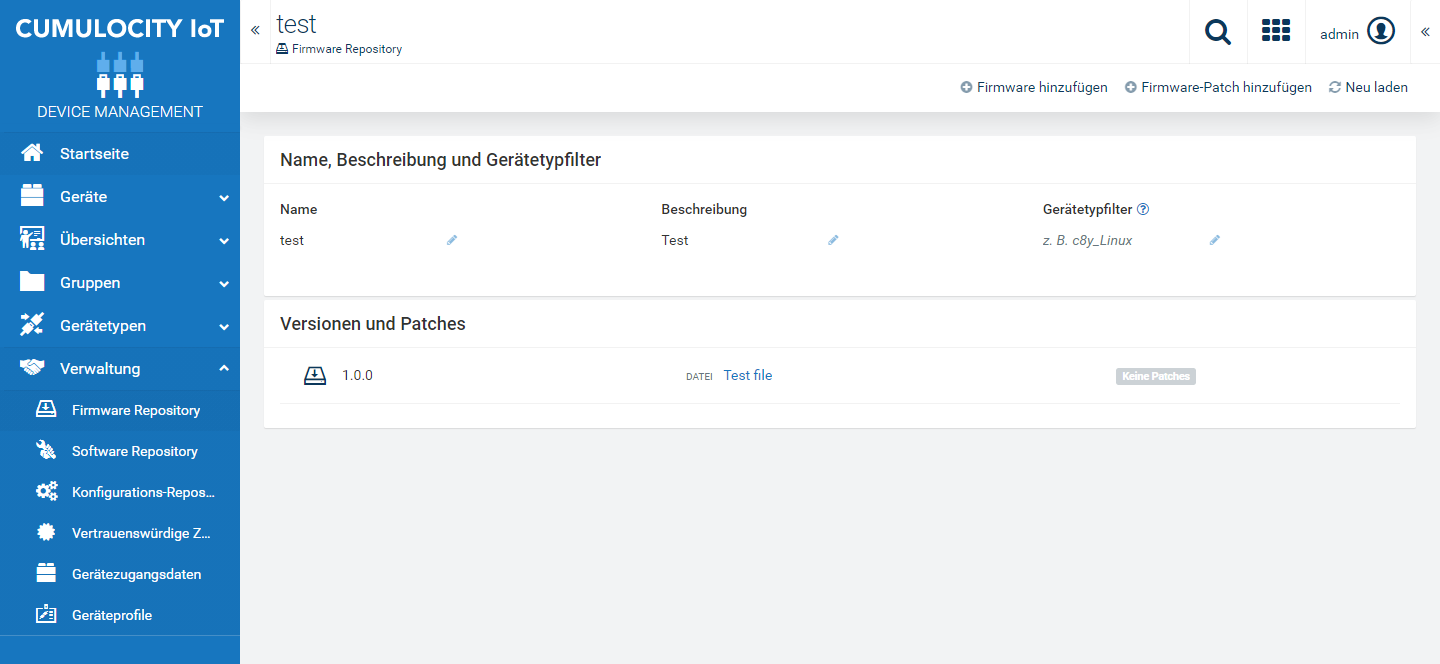 CUMULOCITY IoT
DEVICE MANAGEMENT
Startseite
Geräte
Übersichten
Gruppen
Gerätetypen
Verwaltung
Firmware Repository
Software Repository
Konfigurations-Repos...
Vertrauenswürdige Z...
Gerätezugangsdaten
Geräteprofile
test
Firmware Repository
admin
Firmware hinzufügen Firmware-Patch hinzufügen Neu laden
Name, Beschreibung und Gerätetypfilter
Name Beschreibung Gerätetypfilter
test Test z. B. c8y_Linux
Versionen und Patches
1.0.0 DATEI Test file Keine Patches